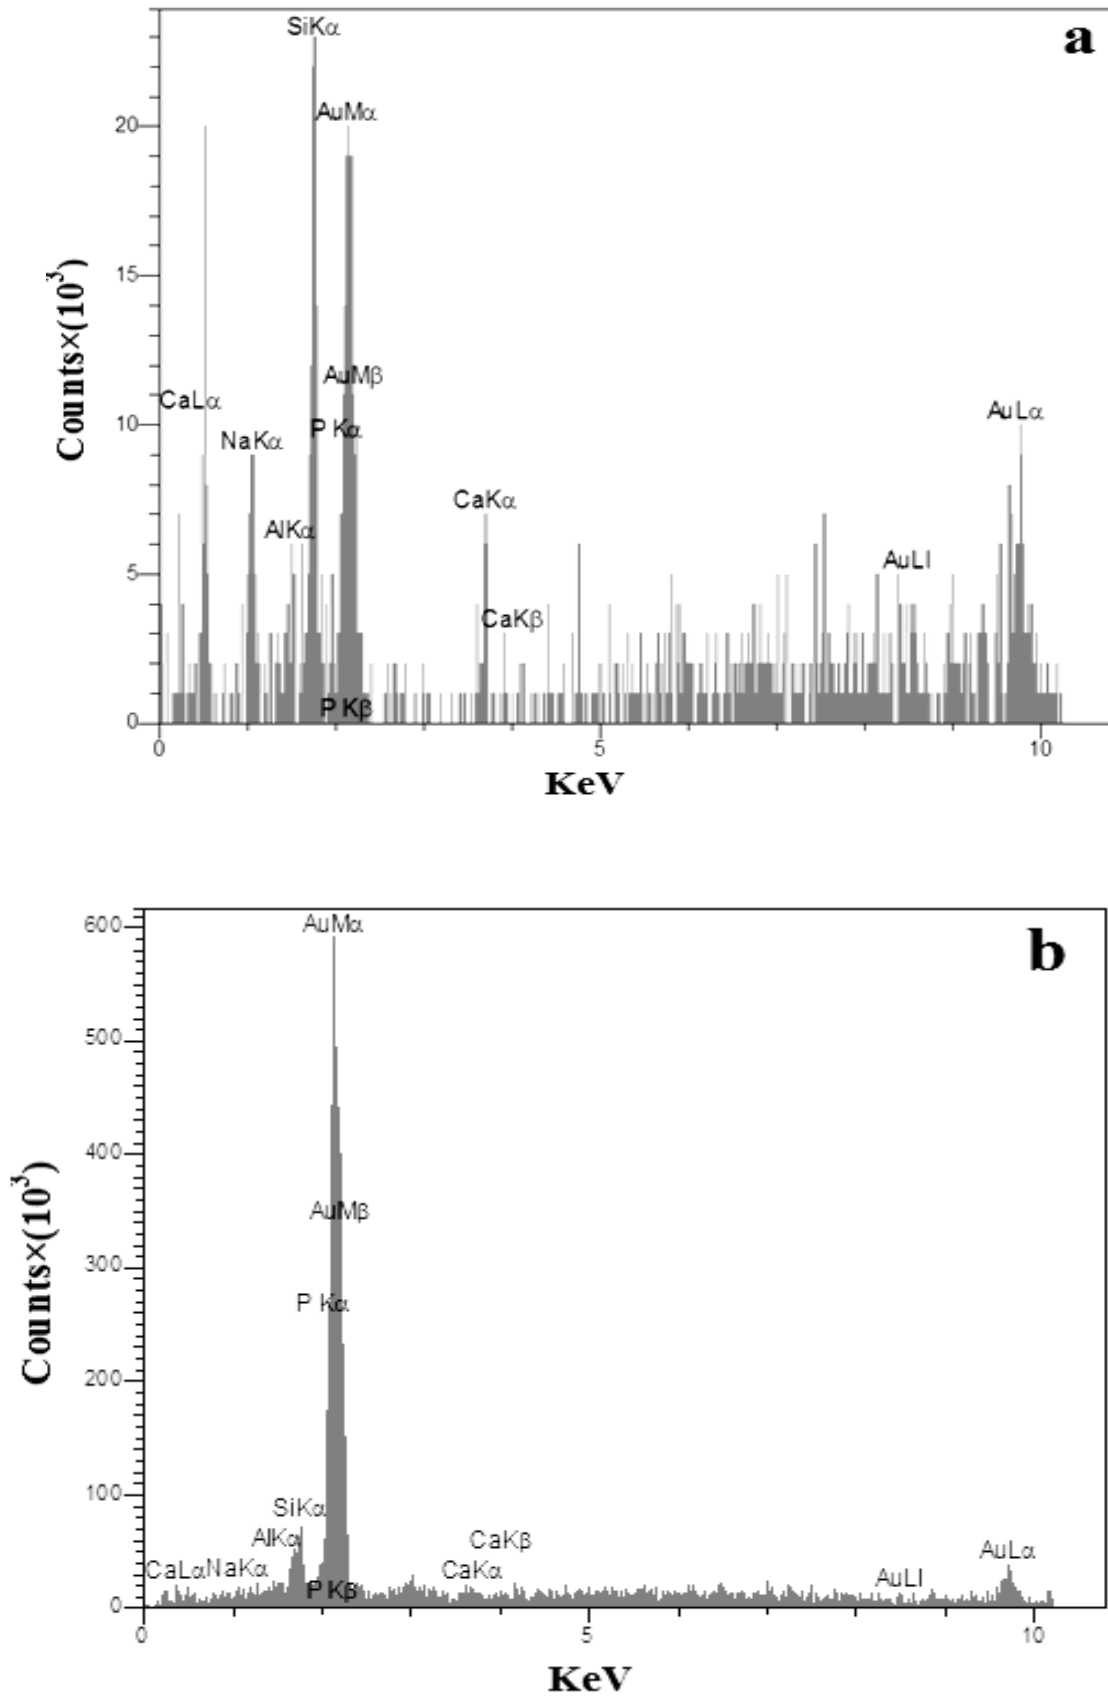 a
SiKα
AuMα
20
15
Counts×(10³)
AuMβ
CaLα
P Kα
10
AuLα
NaKα
CaKα
AlKα
5
AuLl
CaKβ
P Kβ
0
0 5 10
KeV
b
600
AuMα
500
400
Counts×(10³)
AuMβ
300
P Kα
200
100
SiKα
AlKα
CaKβ
AuLα
CaLα NaKα
CaKα
AuLl
P Kβ
0
0 5 10
KeV